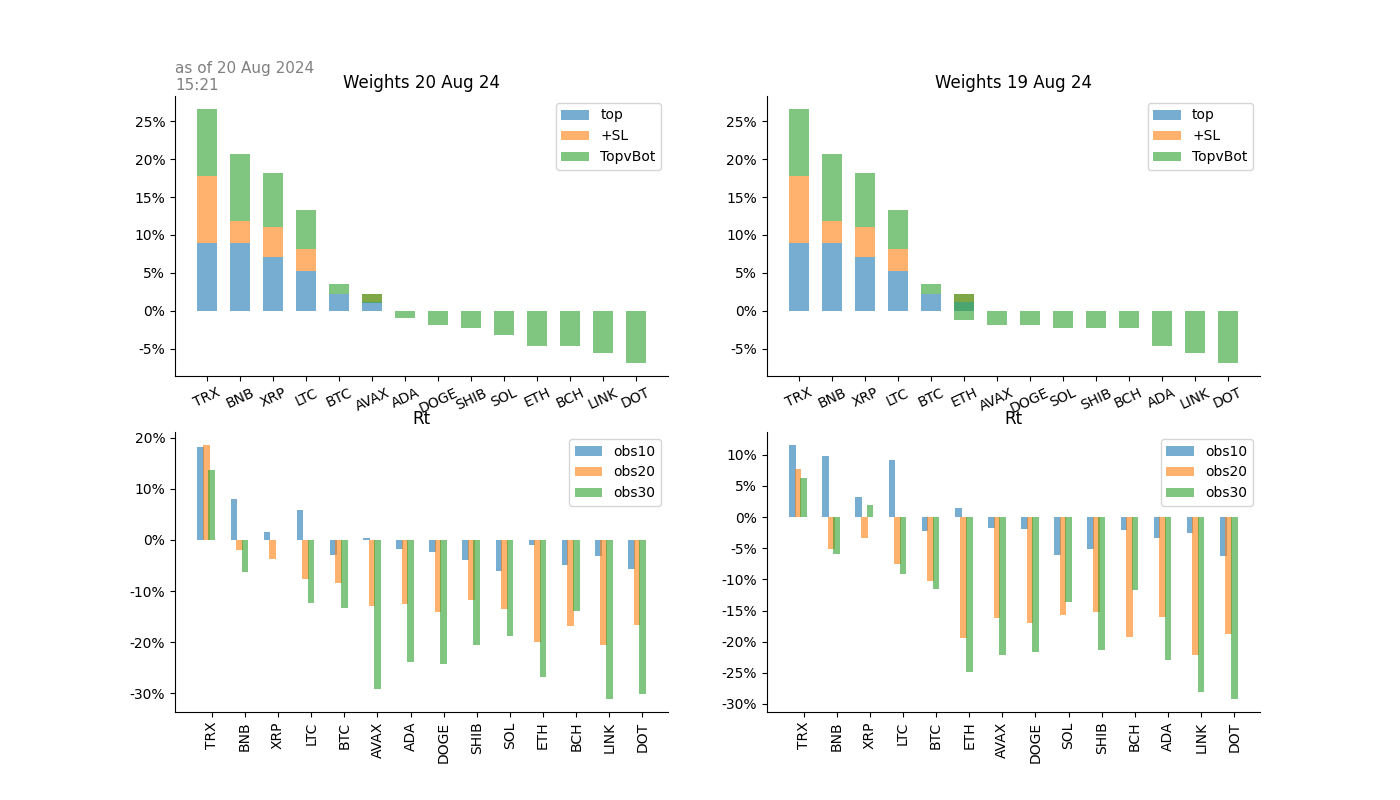 as of 20 Aug 2024
15:21
Weights 20 Aug 24
25%
20%
15%
10%
5%
0%
-5%
top
+SL
TopvBot
TRX BNB XRP LTC BTC AVAX ADA DOGE SHIB SOL ETH BCH LINK DOT
Weights 19 Aug 24
25%
20%
15%
10%
5%
0%
-5%
top
+SL
TopvBot
TRX BNB XRP LTC BTC ETH AVAX DOGE SOL SHIB BCH ADA LINK DOT
Rt
20%
10%
0%
-10%
-20%
-30%
obs10
obs20
obs30
TRX BNB XRP LTC BTC AVAX ADA DOGE SHIB SOL ETH BCH LINK DOT
Rt
10%
5%
0%
-5%
-10%
-15%
-20%
-25%
-30%
obs10
obs20
obs30
TRX BNB XRP LTC BTC ETH AVAX DOGE SOL SHIB BCH ADA LINK DOT